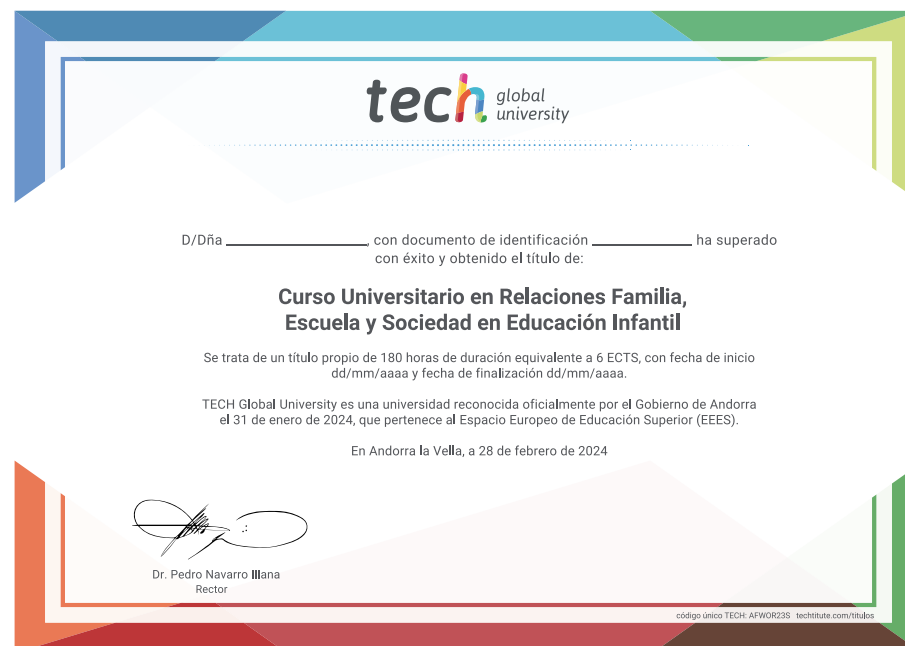 tech global
university
D/Dña ______________, con documento de identificación __________ ha superado
con éxito y obtenido el título de:
Curso Universitario en Relaciones Familia,
Escuela y Sociedad en Educación Infantil
Se trata de un título propio de 180 horas de duración equivalente a 6 ECTS, con fecha de inicio
dd/mm/aaaa y fecha de finalización dd/mm/aaaa.
TECH Global University es una universidad reconocida oficialmente por el Gobierno de Andorra
el 31 de enero de 2024, que pertenece al Espacio Europeo de Educación Superior (EEES).
En Andorra la Vella, a 28 de febrero de 2024
Dr. Pedro Navarro Illana
Rector
código único TECH: AFWOR23S techtitute.com/titulos